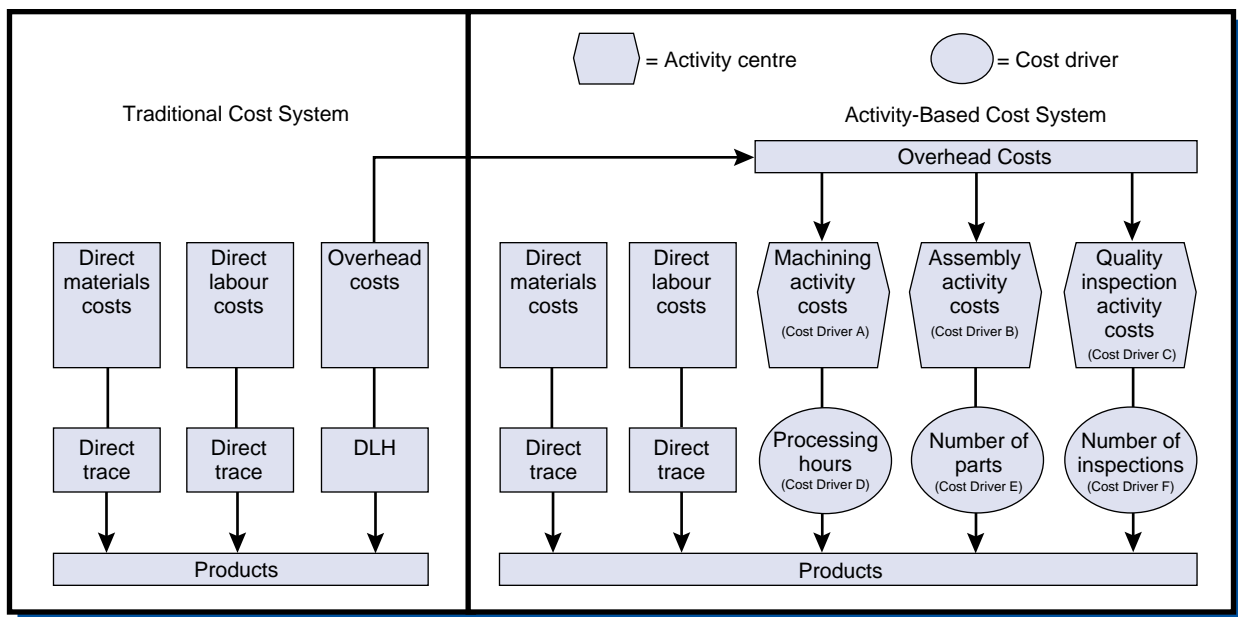 = Activity centre
= Cost driver
Traditional Cost System
Activity-Based Cost System
Overhead Costs
Direct
materials
costs
Direct
labour
costs
Overhead
costs
Direct
materials
costs
Direct
labour
costs
Machining
activity
costs
(Cost Driver A)
Assembly
activity
costs
(Cost Driver B)
Quality
inspection
activity
costs
(Cost Driver C)
Direct
trace
Direct
trace
DLH
Direct
trace
Direct
trace
Processing
hours
(Cost Driver D)
Number of
parts
(Cost Driver E)
Number of
inspections
(Cost Driver F)
Products
Products